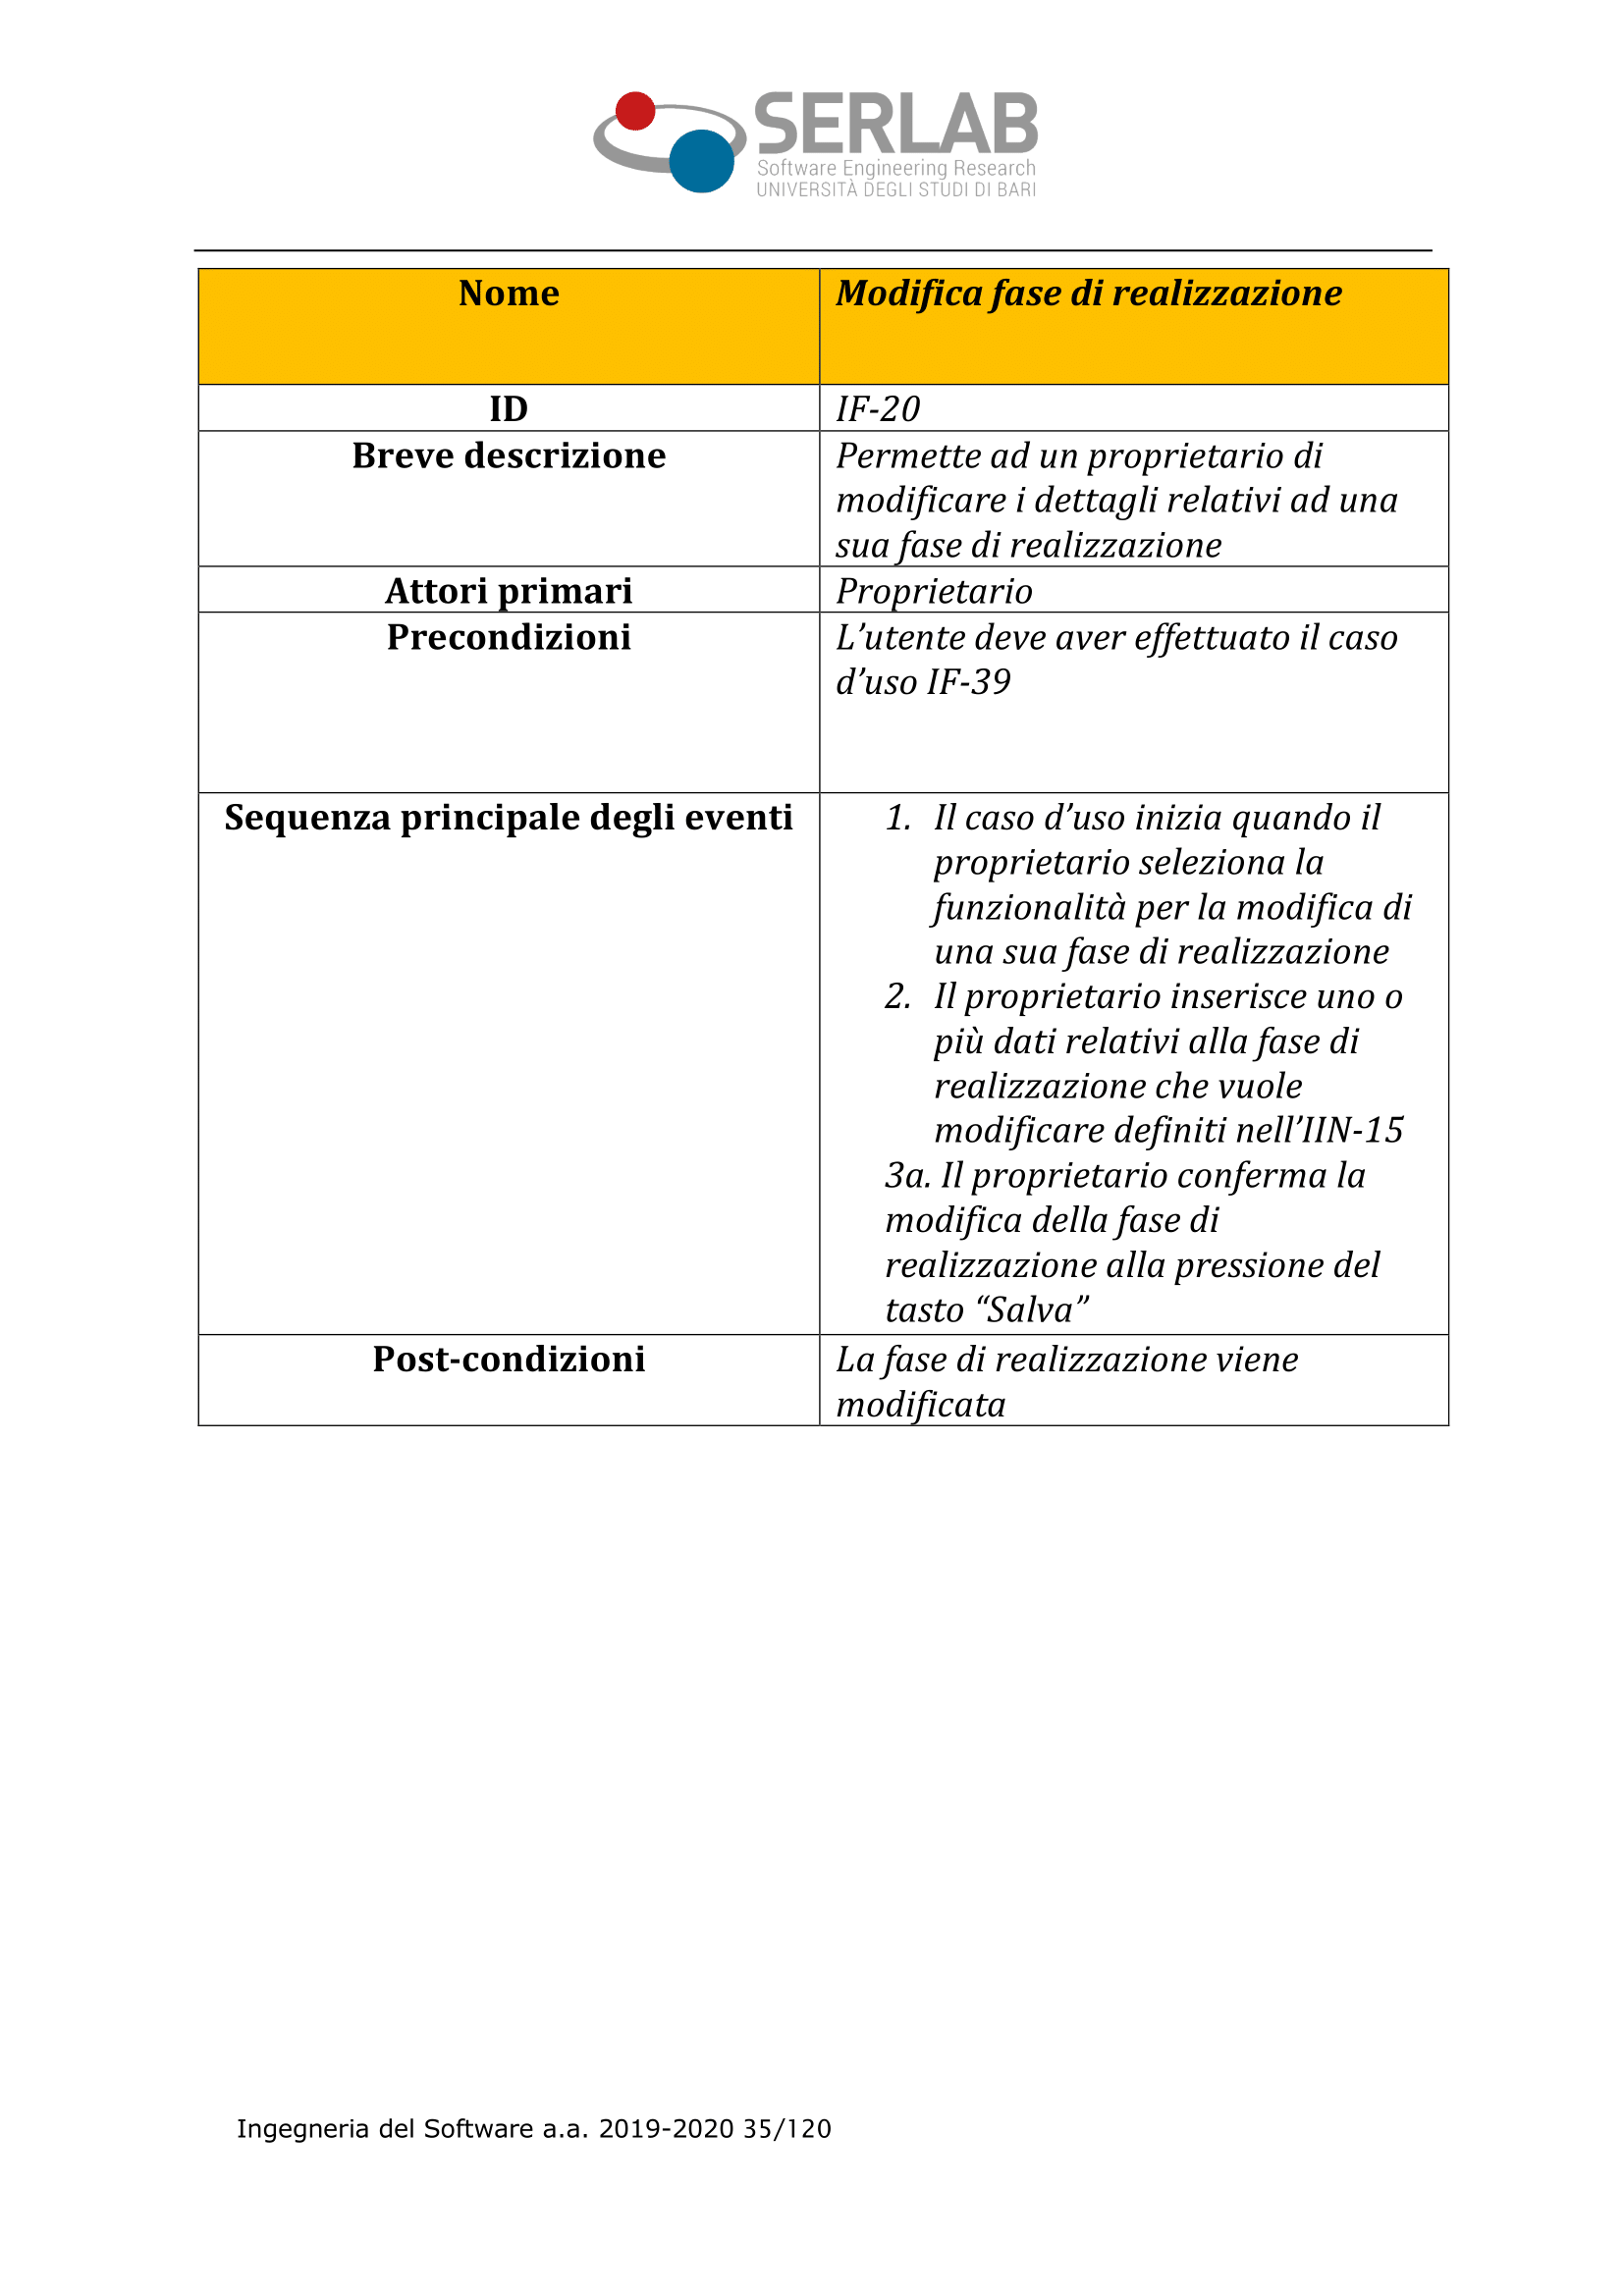 SERLAB
Software Engineering Research
UNIVERSITÀ DEGLI STUDI DI BARI
Nome
Modifica fase di realizzazione
ID
IF-20
Breve descrizione
Permette ad un proprietario di
modificare i dettagli relativi ad una
sua fase di realizzazione
Attori primari
Proprietario
Precondizioni
L’utente deve aver effettuato il caso
d’uso IF-39
Sequenza principale degli eventi
1. Il caso d’uso inizia quando il
proprietario seleziona la
funzionalità per la modifica di
una sua fase di realizzazione
2. Il proprietario inserisce uno o
più dati relativi alla fase di
realizzazione che vuole
modificare definiti nell’IIN-15
3a. Il proprietario conferma la
modifica della fase di
realizzazione alla pressione del
tasto “Salva”
Post-condizioni
La fase di realizzazione viene
modificata
Ingegneria del Software a.a. 2019-2020 35/120